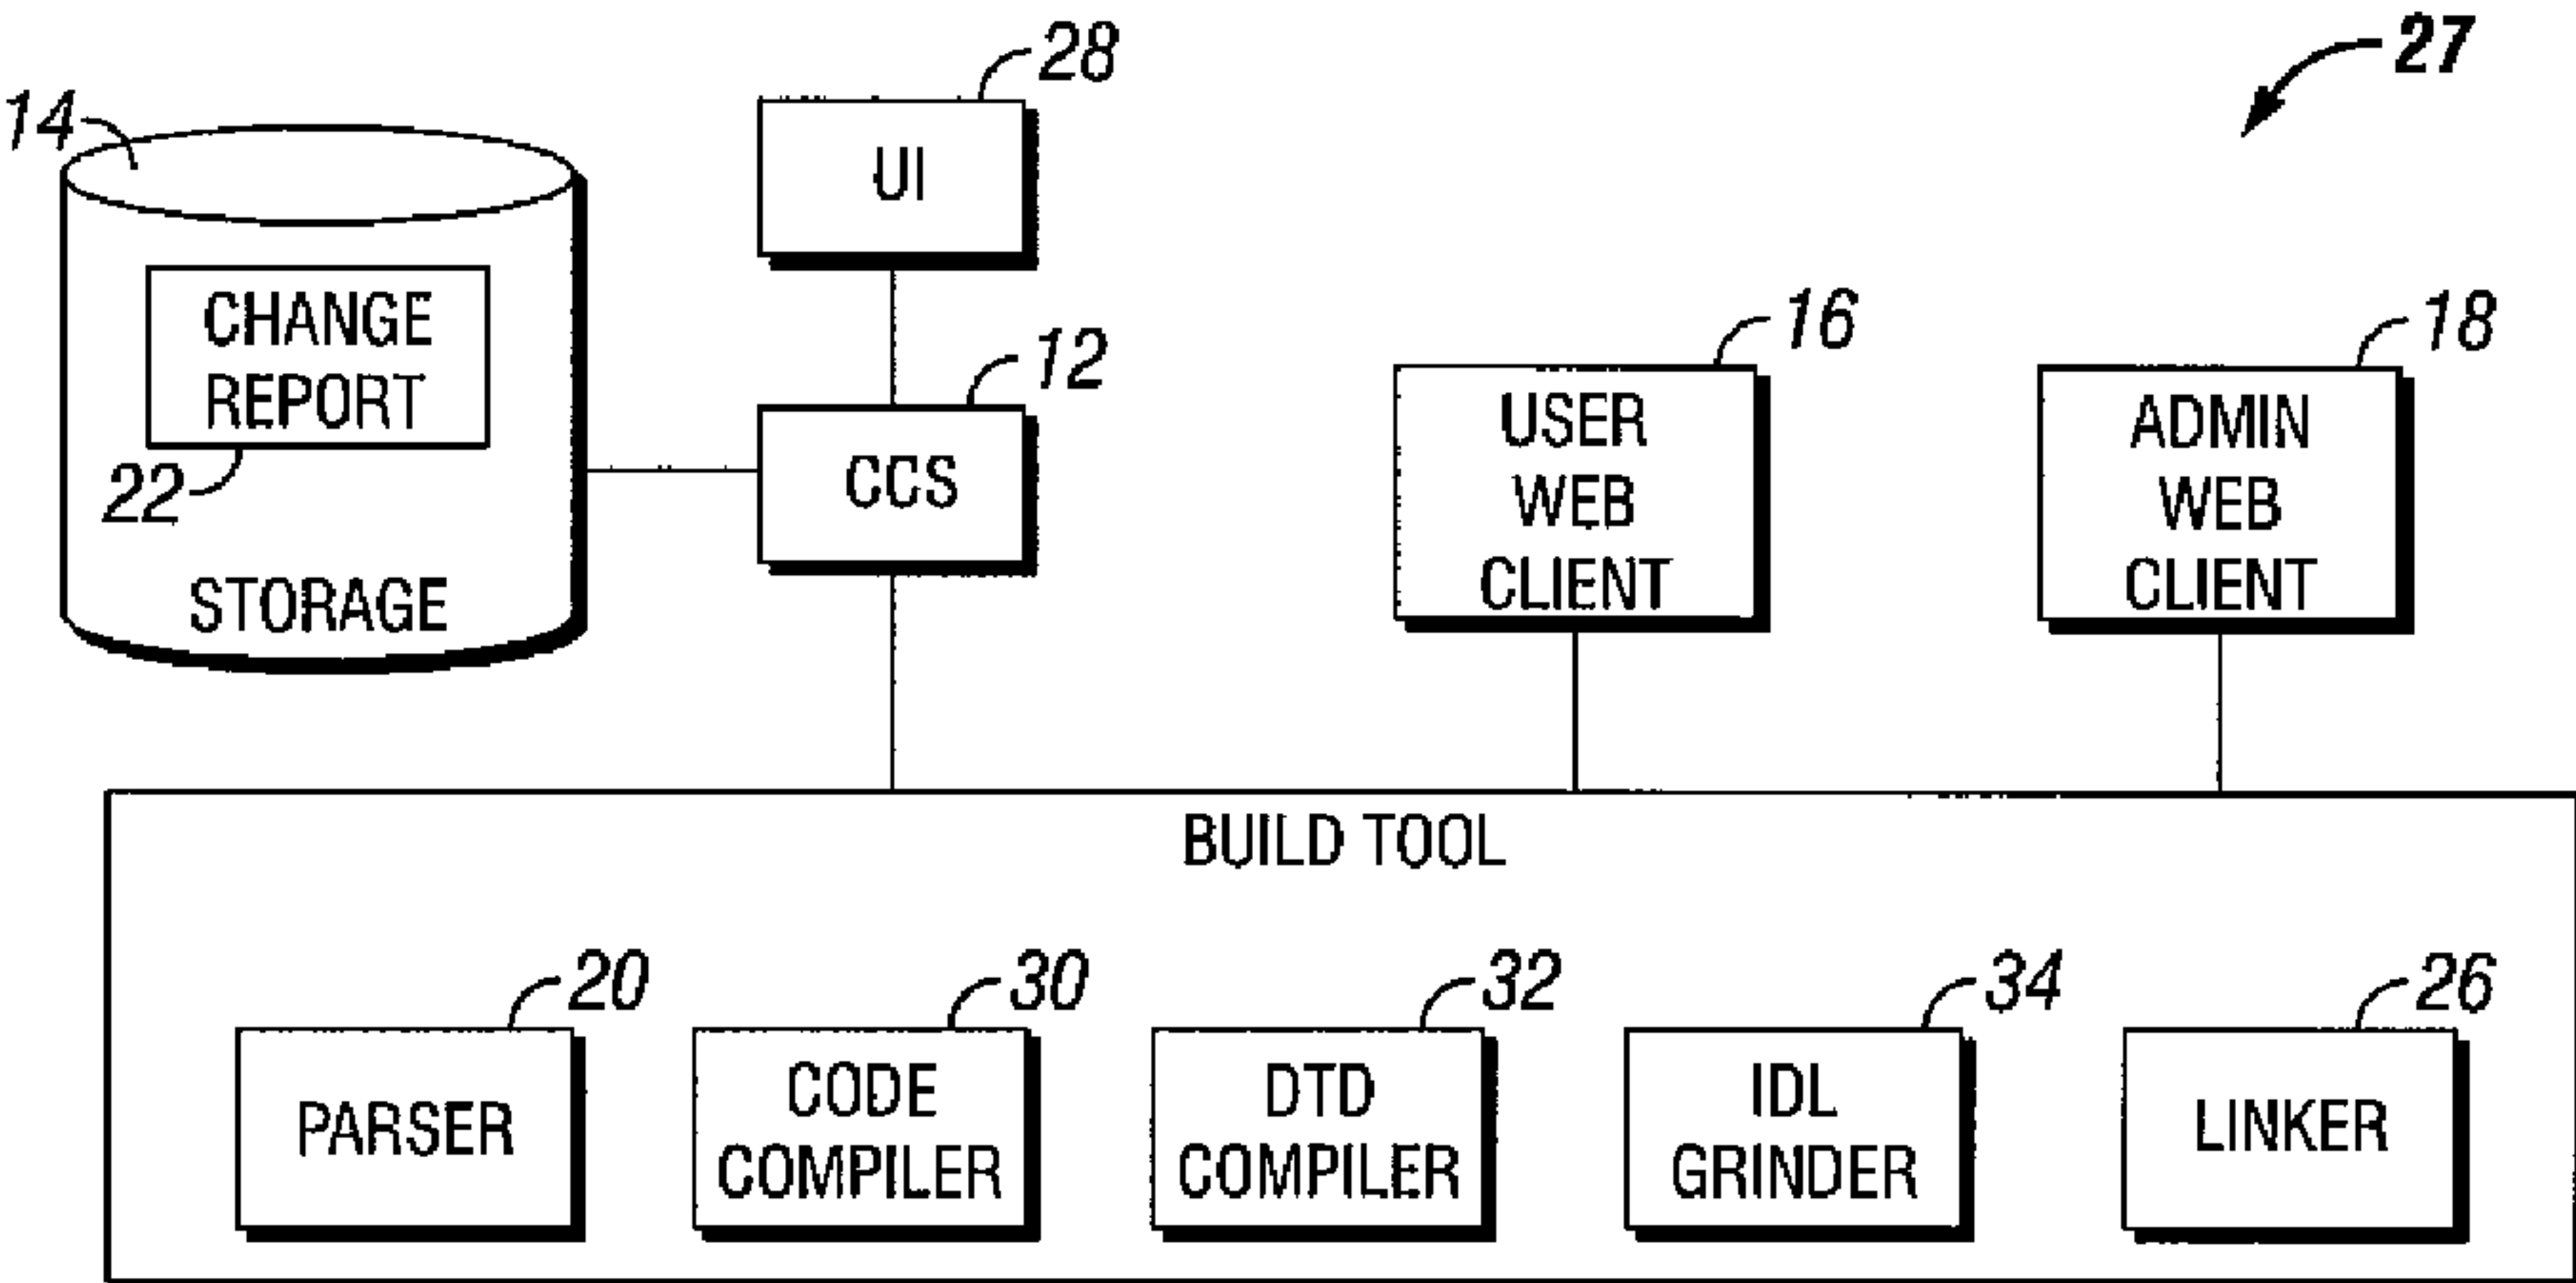 27
28
14
UI
CHANGE
REPORT
22
STORAGE
12
CCS
16
USER
WEB
CLIENT
18
ADMIN
WEB
CLIENT
BUILD TOOL
20
PARSER
30
CODE
COMPILER
32
DTD
COMPILER
34
IDL
GRINDER
26
LINKER